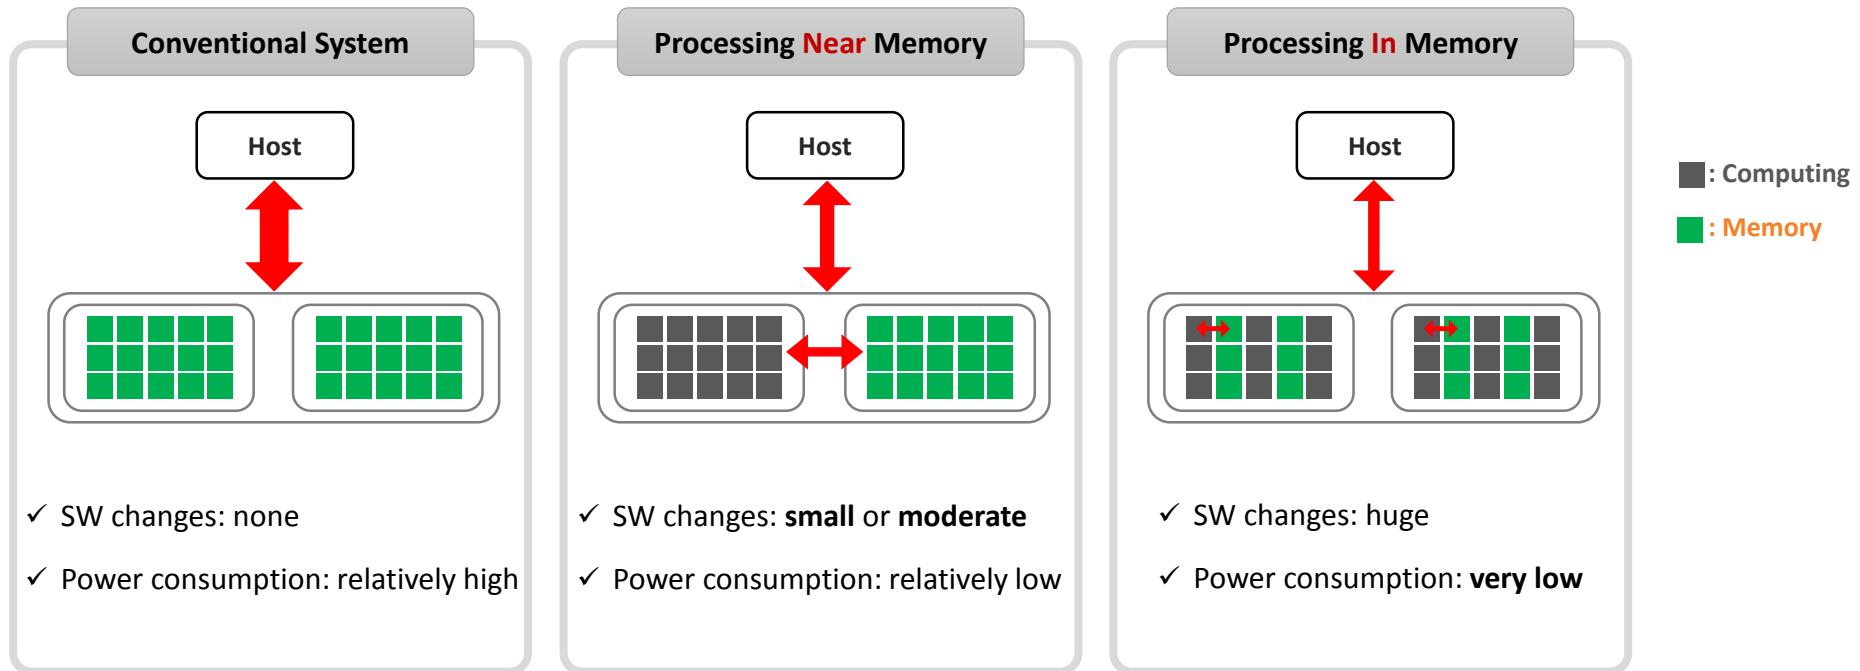 Conventional System
Host
✓ SW changes: none
✓ Power consumption: relatively high
Processing Near Memory
Host
✓ SW changes: small or moderate
✓ Power consumption: relatively low
Processing In Memory
Host
✓ SW changes: huge
✓ Power consumption: very low
: Computing
: Memory